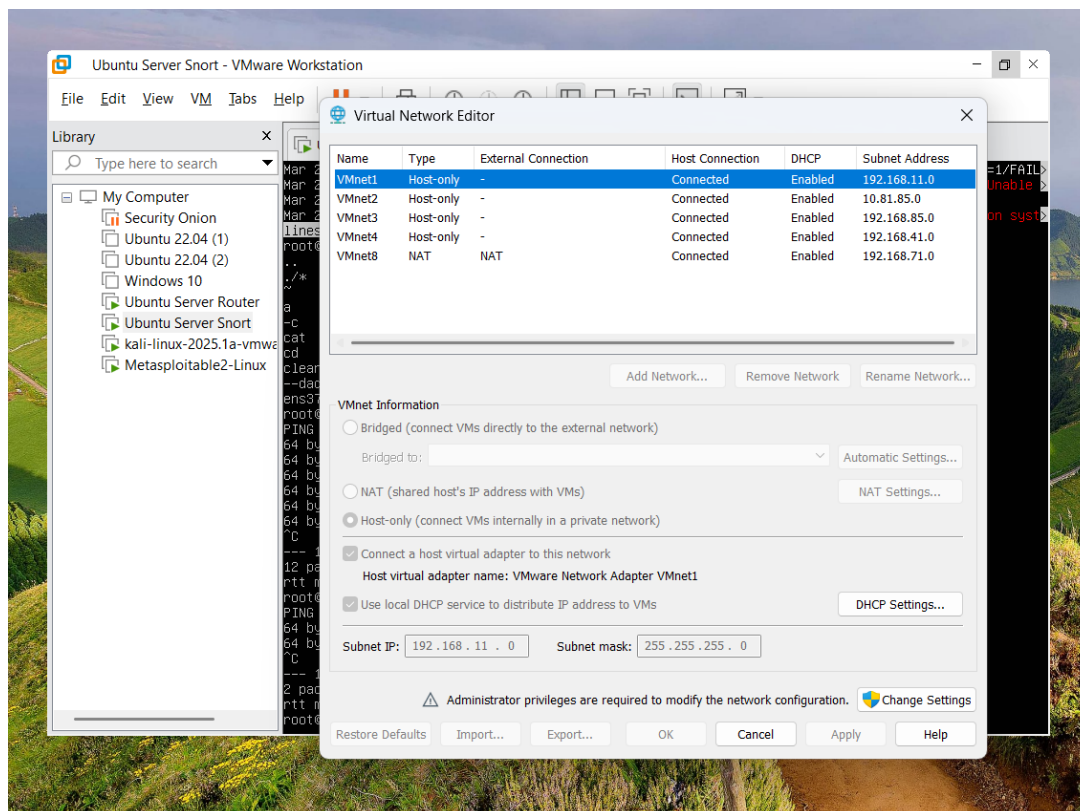 Ubuntu Server Snort - VMware Workstation
File Edit View VM Tabs Help
Library x
Type here to search
My Computer
Security Onion
Ubuntu 22.04 (1)
Ubuntu 22.04 (2)
Windows 10
Ubuntu Server Router
Ubuntu Server Snort
kali-linux-2025.1a-vmwa
Metasploitable2-Linux
Mar 2
Mar 2
Mar 2
Mar 2
lines
root@
..
./*
~
a
-c
cat
cd
clear
--dao
ens37
root@
PING
64 by
64 by
64 by
64 by
64 by
64 by
^C
--- 1
12 pa
rtt m
root@
PING
64 by
64 by
^C
--- 1
2 pac
rtt m
root@
=1/FAIL>
Unable >
on syst>
Virtual Network Editor
Name Type External Connection Host Connection DHCP Subnet Address
VMnet1 Host-only - Connected Enabled 192.168.11.0
VMnet2 Host-only - Connected Enabled 10.81.85.0
VMnet3 Host-only - Connected Enabled 192.168.85.0
VMnet4 Host-only - Connected Enabled 192.168.41.0
VMnet8 NAT NAT Connected Enabled 192.168.71.0
Add Network... Remove Network Rename Network...
VMnet Information
Bridged (connect VMs directly to the external network)
Bridged to: Automatic Settings...
NAT (shared host's IP address with VMs) NAT Settings...
Host-only (connect VMs internally in a private network)
Connect a host virtual adapter to this network
Host virtual adapter name: VMware Network Adapter VMnet1
Use local DHCP service to distribute IP address to VMs DHCP Settings...
Subnet IP: 192 . 168 . 11 . 0 Subnet mask: 255 . 255 . 255 . 0
Administrator privileges are required to modify the network configuration. Change Settings
Restore Defaults Import... Export... OK Cancel Apply Help